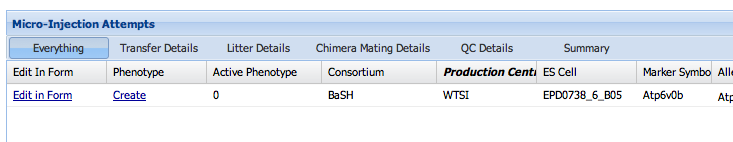 Micro-Injection Attempts
Everything Transfer Details Litter Details Chimera Mating Details QC Details Summary
Edit In Form Phenotype Active Phenotype Consortium Production Centr ES Cell Marker Symbo Alle
Edit in Form Create 0 BaSH WTSI EPD0738_6_B05 Atp6v0b Atp